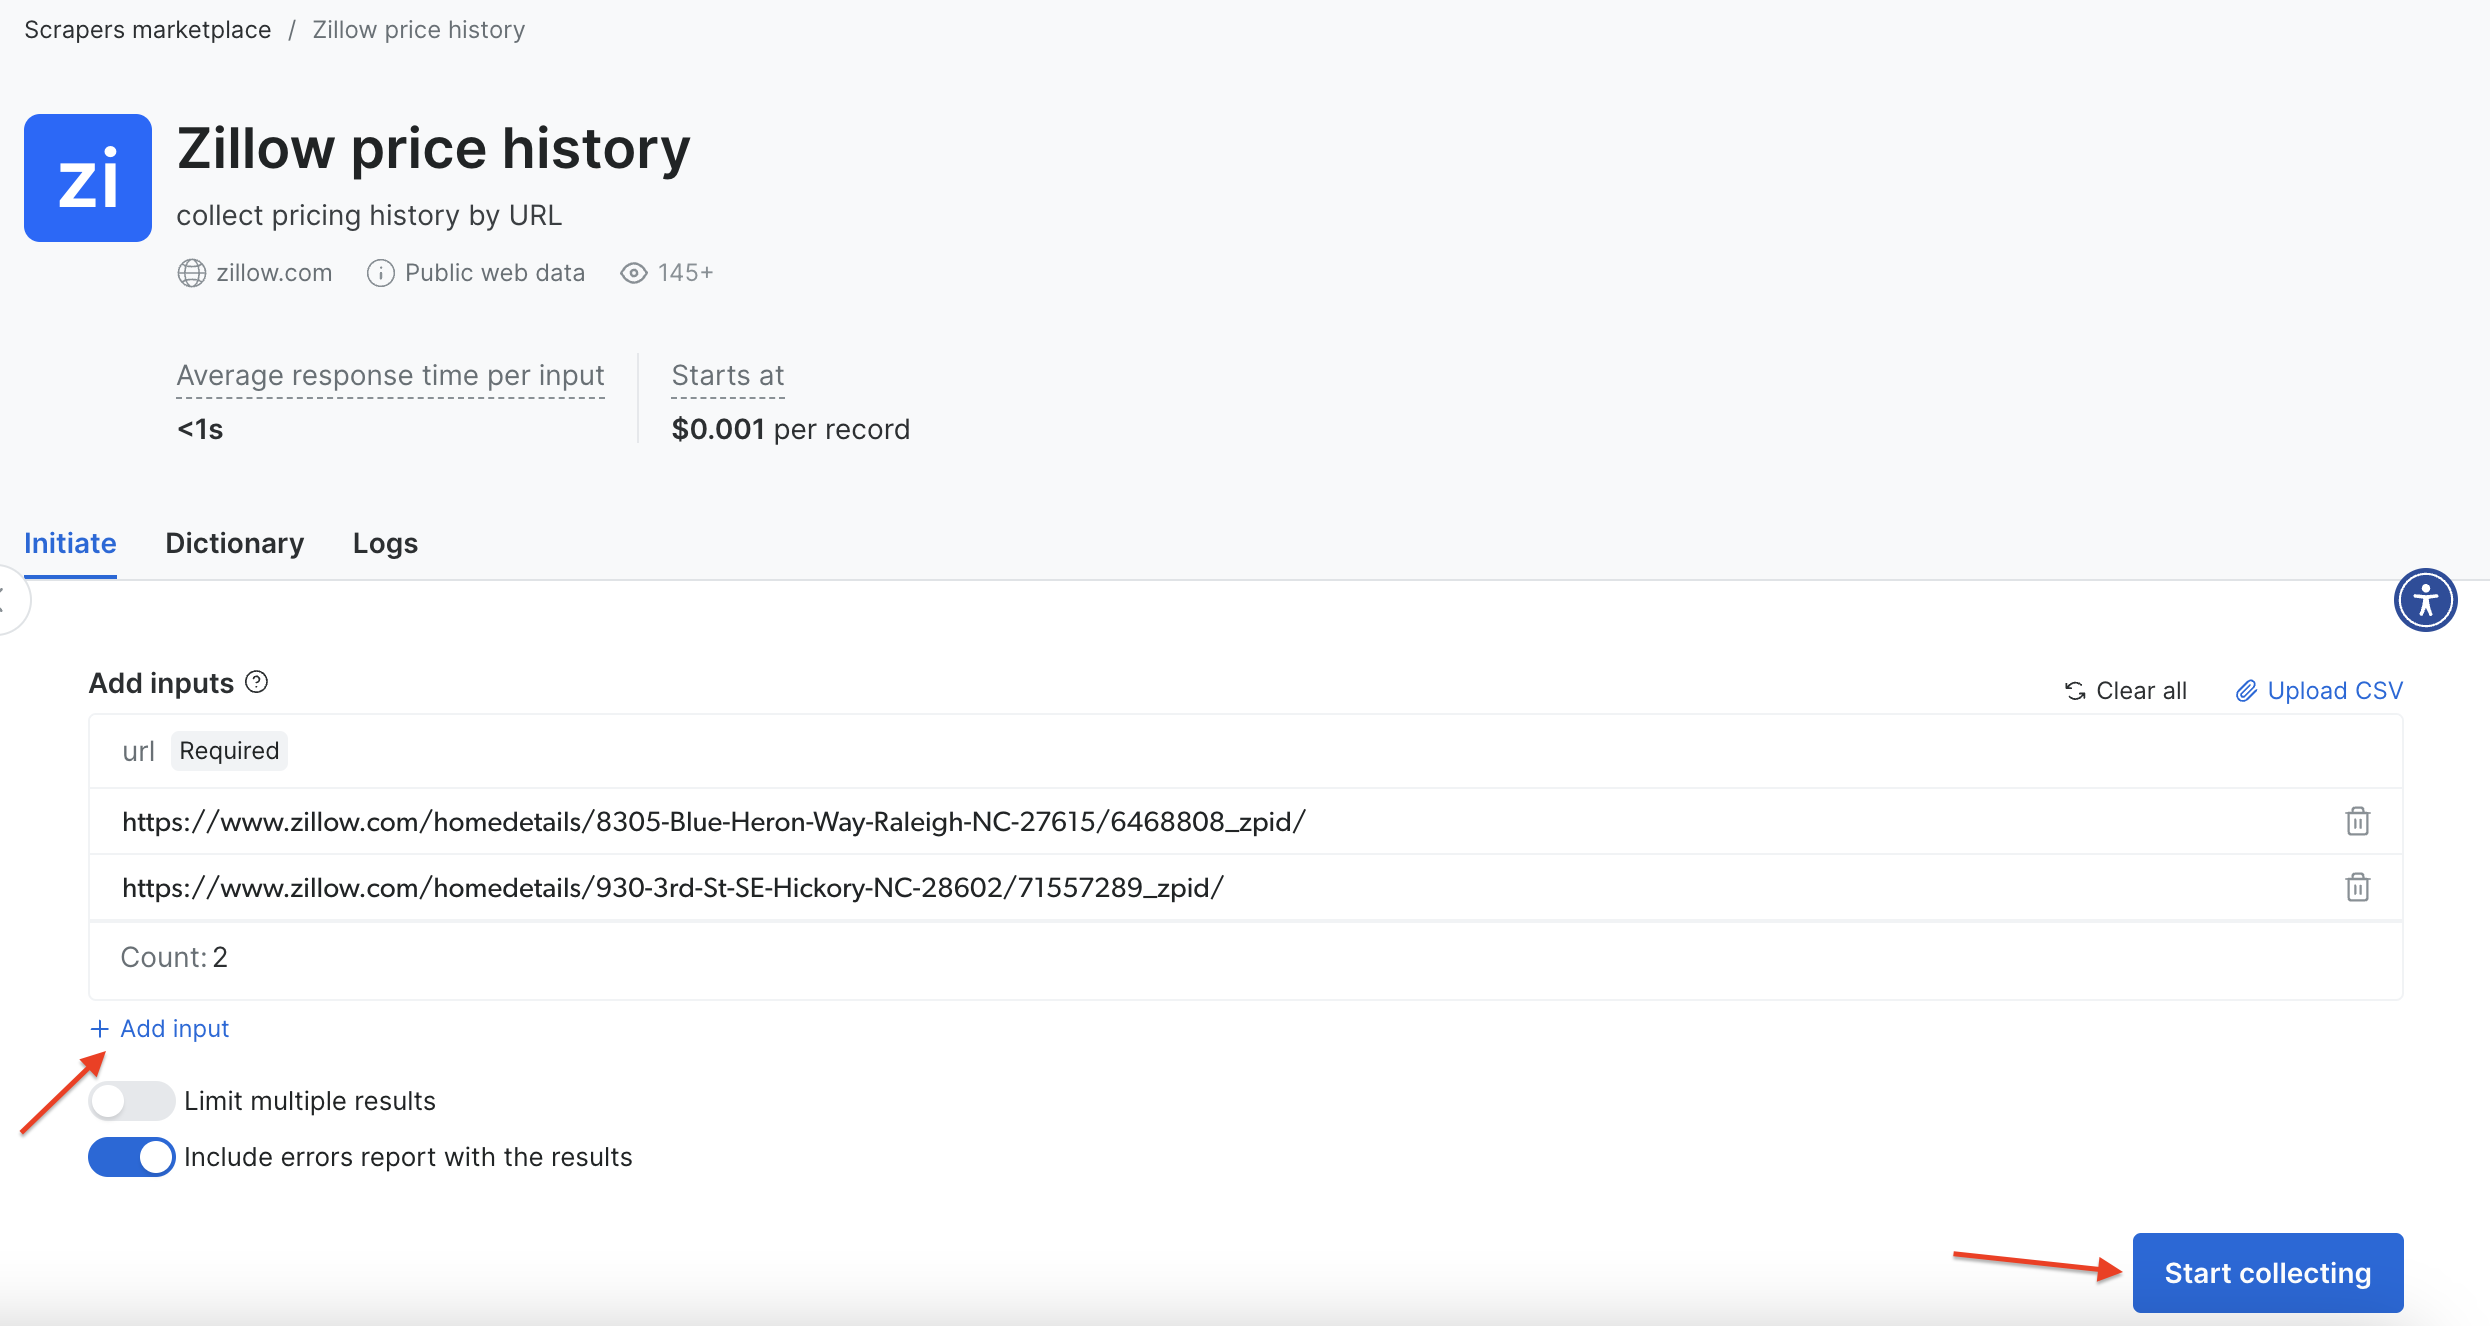 Scrapers marketplace / Zillow price history
zi
Zillow price history
collect pricing history by URL
zillow.com Public web data 145+
Average response time per input Starts at
<1s $0.001 per record
Initiate Dictionary Logs
Add inputs
Clear all Upload CSV
url Required
https://www.zillow.com/homedetails/8305-Blue-Heron-Way-Raleigh-NC-27615/6468808_zpid/
https://www.zillow.com/homedetails/930-3rd-St-SE-Hickory-NC-28602/71557289_zpid/
Count: 2
+ Add input
Limit multiple results
Include errors report with the results
Start collecting